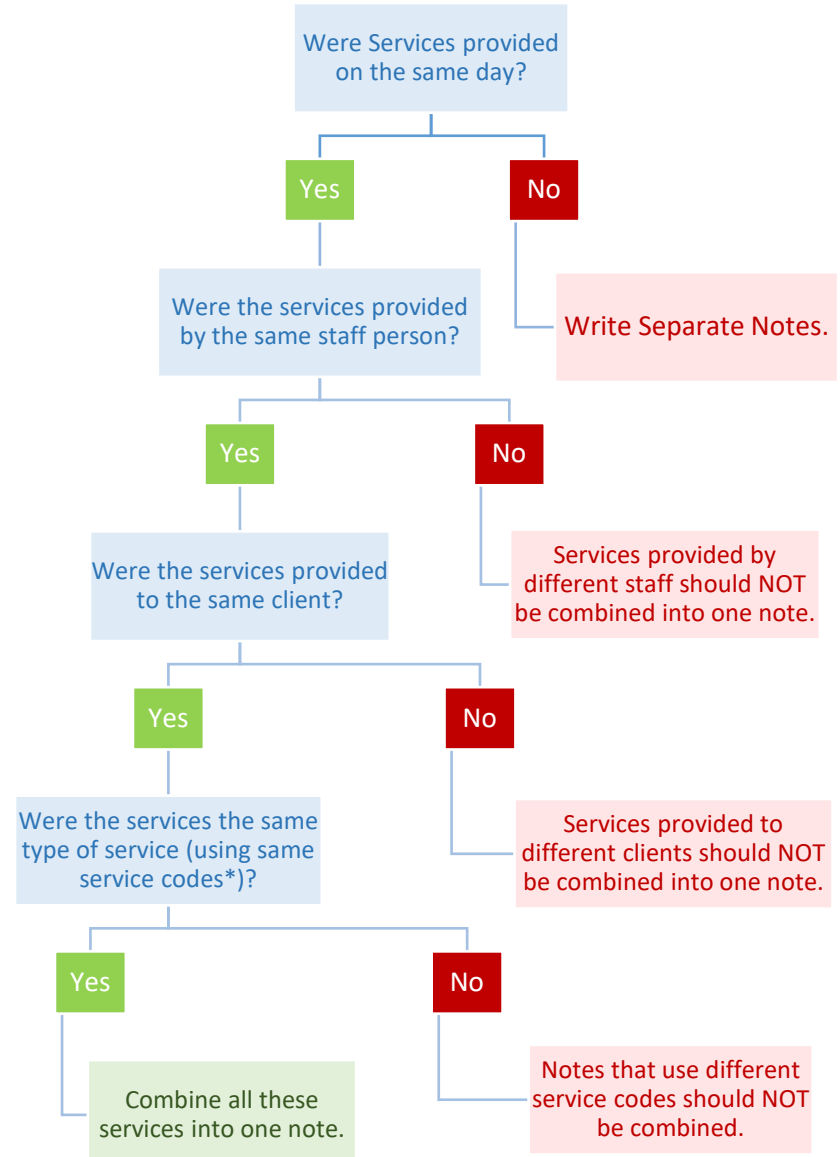 Were Services provided
on the same day?
Yes
No
Were the services provided
by the same staff person?
Write Separate Notes.
Yes
No
Were the services provided
to the same client?
Services provided by
different staff should NOT
be combined into one note.
Yes
No
Were the services the same
type of service (using same
service codes*)?
Services provided to
different clients should NOT
be combined into one note.
Yes
No
Combine all these
services into one note.
Notes that use different
service codes should NOT
be combined.